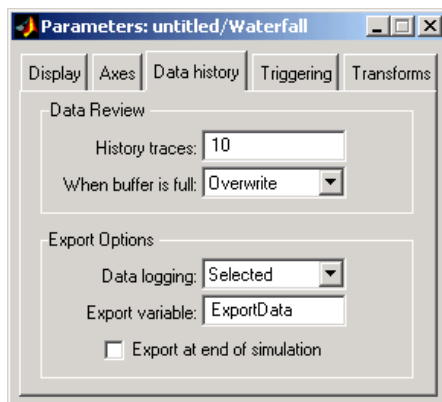 Parameters: untitled/Waterfall
Display Axes Data history Triggering Transforms
Data Review
History traces: 10
When buffer is full: Overwrite
Export Options
Data logging: Selected
Export variable: ExportData
Export at end of simulation